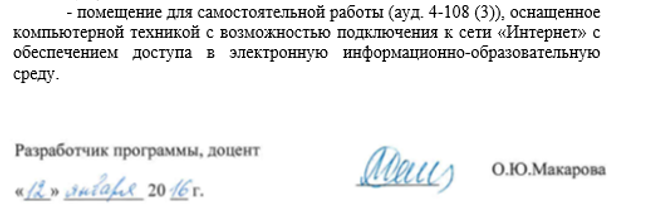 - помещение для самостоятельной работы (ауд. 4-108 (3)), оснащенное
компьютерной техникой с возможностью подключения к сети «Интернет» с
обеспечением доступа в электронную информационно-образовательную
среду.
Разработчик программы, доцент
О.Ю.Макарова
«12» января 2016 г.